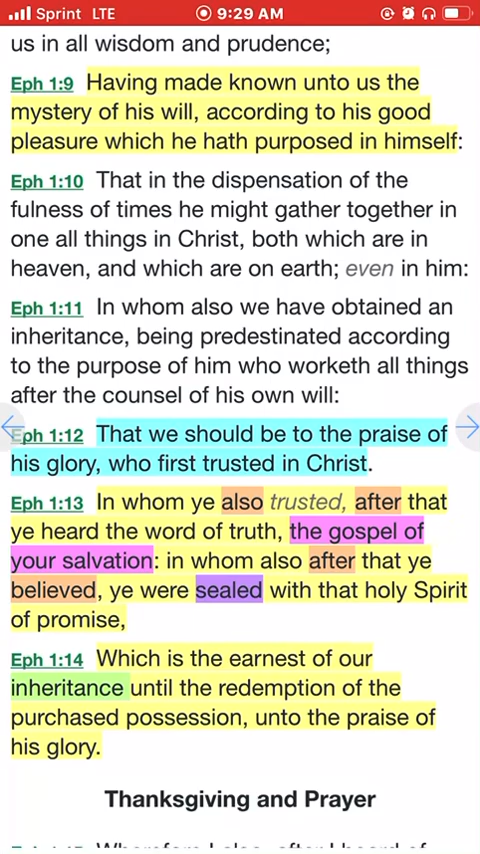 Sprint LTE 9:29 AM
us in all wisdom and prudence;
Eph 1:9 Having made known unto us the
mystery of his will, according to his good
pleasure which he hath purposed in himself:
Eph 1:10 That in the dispensation of the
fulness of times he might gather together in
one all things in Christ, both which are in
heaven, and which are on earth; even in him:
Eph 1:11 In whom also we have obtained an
inheritance, being predestinated according
to the purpose of him who worketh all things
after the counsel of his own will:
Eph 1:12 That we should be to the praise of
his glory, who first trusted in Christ.
Eph 1:13 In whom ye also trusted, after that
ye heard the word of truth, the gospel of
your salvation: in whom also after that ye
believed, ye were sealed with that holy Spirit
of promise,
Eph 1:14 Which is the earnest of our
inheritance until the redemption of the
purchased possession, unto the praise of
his glory.
Thanksgiving and Prayer
Wherefore I also, after I heard of